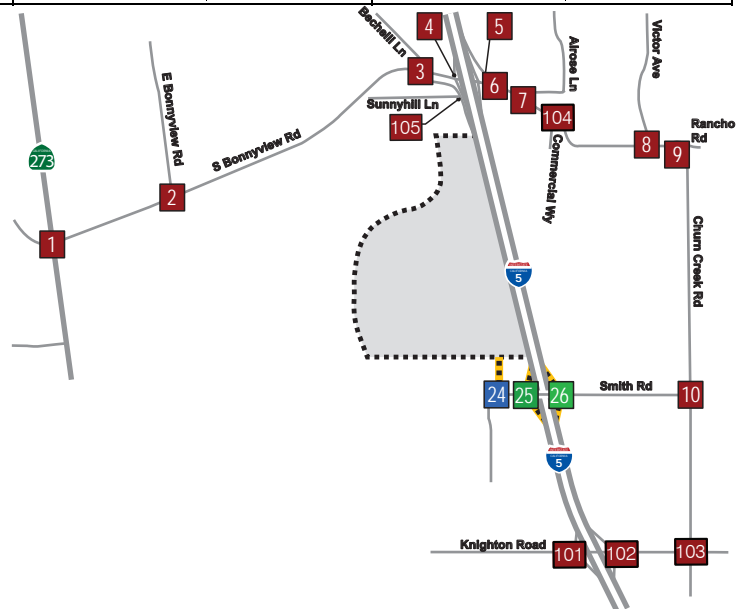 Bechelli Ln
4
5
Airose Ln
Victor Ave
3
6
7
Sunnyhill Ln
104
105
Rancho
Rd
273
E Bonnyview Rd
S Bonnyview Rd
Commercial Wy
8
9
2
1
Churn Creek Rd
5
24
25
26
Smith Rd
10
5
Knighton Road
101
102
103